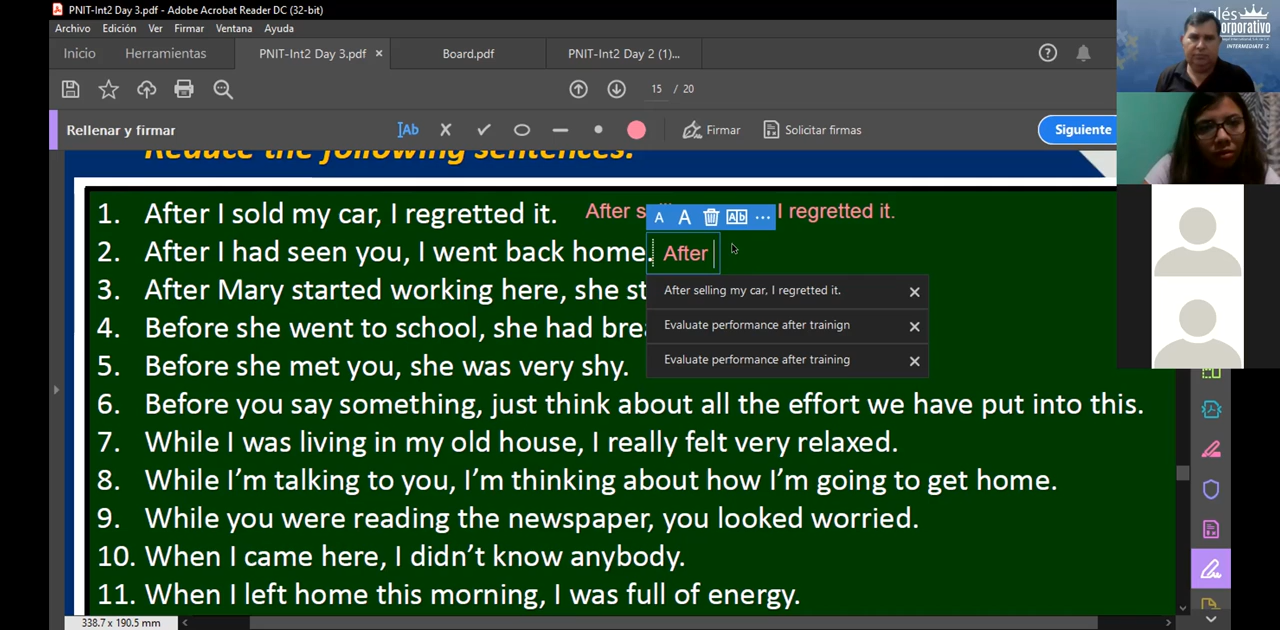 PNIT-Int2 Day 3.pdf - Adobe Acrobat Reader DC (32-bit)
Archivo Edición Ver Firmar Ventana Ayuda
Inicio Herramientas PNIT-Int2 Day 3.pdf × Board.pdf PNIT-Int2 Day 2 (1)...
15 / 20
Rellenar y firmar Ab Firmar Solicitar firmas Siguiente
Inglés
INTERMEDIATE 2
Reduce the following sentences.
1. After I sold my car, I regretted it. After I regretted it.
2. After I had seen you, I went back home. After
3. After Mary started working here, she
4. Before she went to school, she had
5. Before she met you, she was very shy.
6. Before you say something, just think about all the effort we have put into this.
7. While I was living in my old house, I really felt very relaxed.
8. While I'm talking to you, I'm thinking about how I'm going to get home.
9. While you were reading the newspaper, you looked worried.
10. When I came here, I didn't know anybody.
11. When I left home this morning, I was full of energy.
A A Ab ...
After selling my car, I regretted it.
Evaluate performance after trainign
Evaluate performance after training
338.7 x 190.5 mm